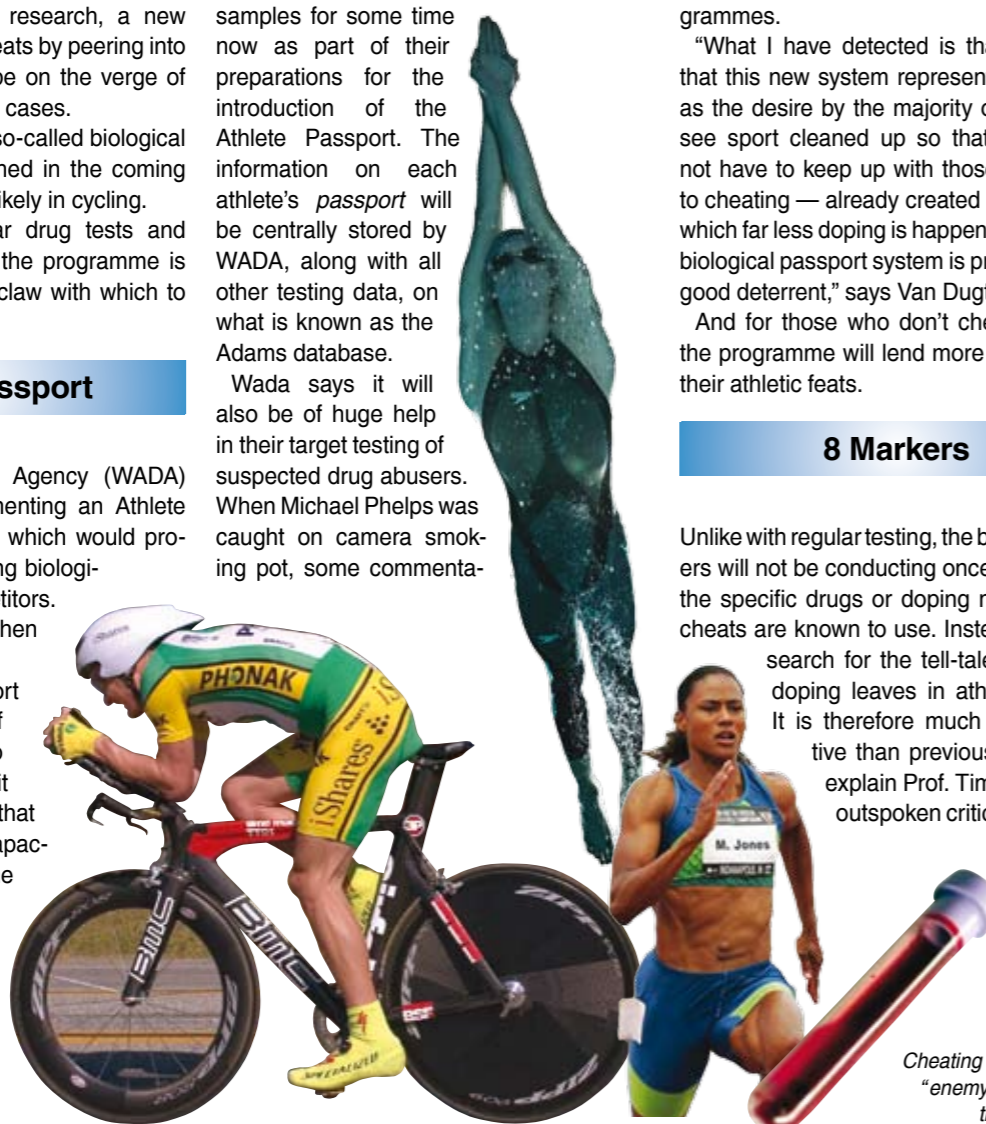 research, a new
eats by peering into
be on the verge of
cases.
so-called biological
ned in the coming
ikely in cycling.
ar drug tests and
the programme is
claw with which to
ssport
Agency (WADA)
menting an Athlete
which would pro-
ng biologi-
titors.
hen
ort
f
o
it
that
apac-
e
samples for some time
now as part of their
preparations for the
introduction of the
Athlete Passport. The
information on each
athlete's passport will
be centrally stored by
WADA, along with all
other testing data, on
what is known as the
Adams database.
Wada says it will
also be of huge help
in their target testing of
suspected drug abusers.
When Michael Phelps was
caught on camera smok-
ing pot, some commenta-
grammes.
"What I have detected is tha
that this new system represen
as the desire by the majority o
see sport cleaned up so that
not have to keep up with those
to cheating — already created
which far less doping is happen
biological passport system is pr
good deterrent," says Van Dugt
And for those who don't che
the programme will lend more
their athletic feats.
8 Markers
Unlike with regular testing, the b
ers will not be conducting once
the specific drugs or doping m
cheats are known to use. Inste
search for the tell-tale
doping leaves in ath
It is therefore much
tive than previous
explain Prof. Tim
outspoken critic
iShares
PHONAK
iShares
BMC
BMC
ZIPP
ZIPP
SPECIALIZED
M. Jones
INDIANAPOLIS
Cheating
"enemy
th